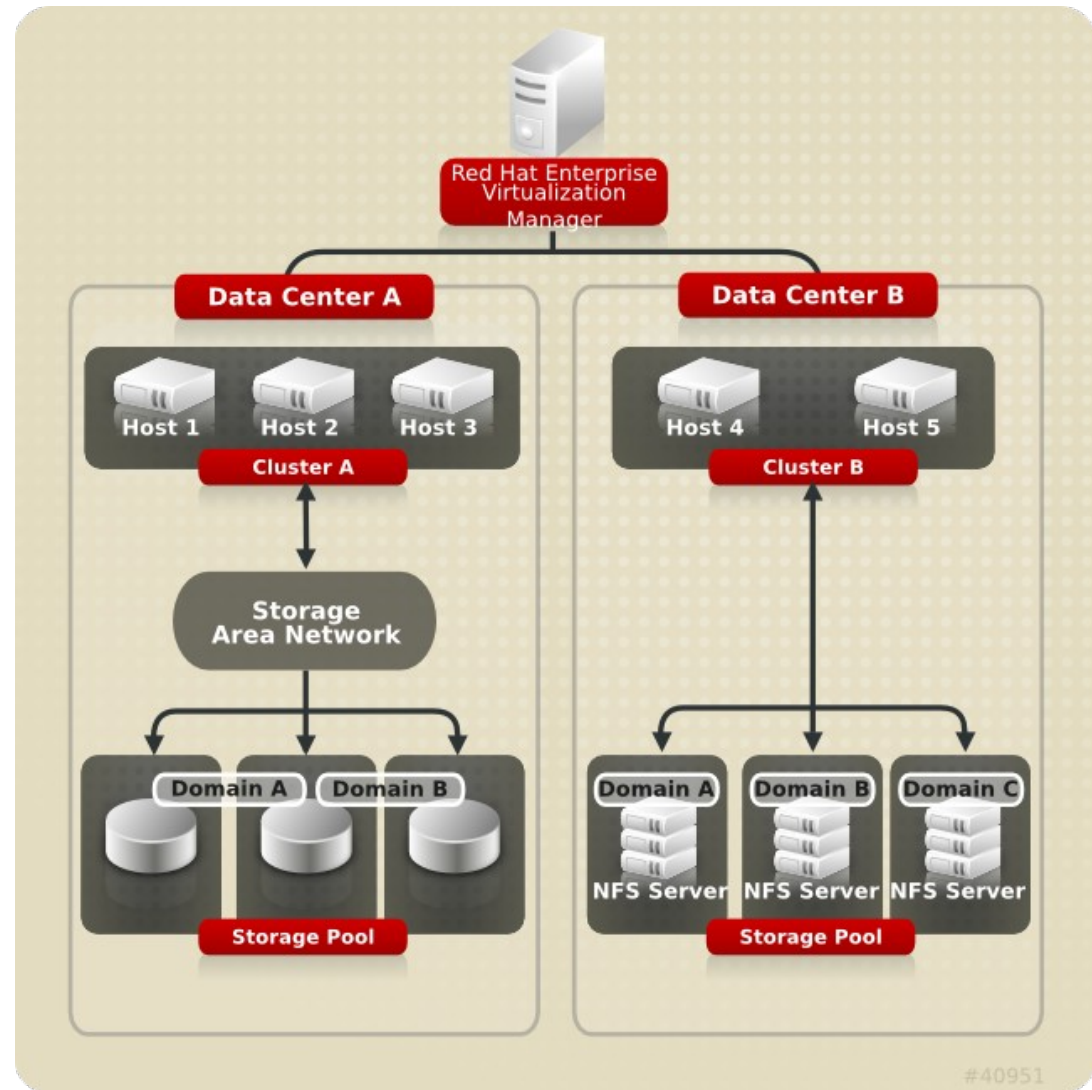 Red Hat Enterprise
Virtualization
Manager
Data Center A
Data Center B
Host 1
Host 2
Host 3
Host 4
Host 5
Cluster A
Cluster B
Storage
Area Network
Domain A
Domain B
Domain A
Domain B
Domain C
NFS Server
NFS Server
NFS Server
Storage Pool
Storage Pool
#40951